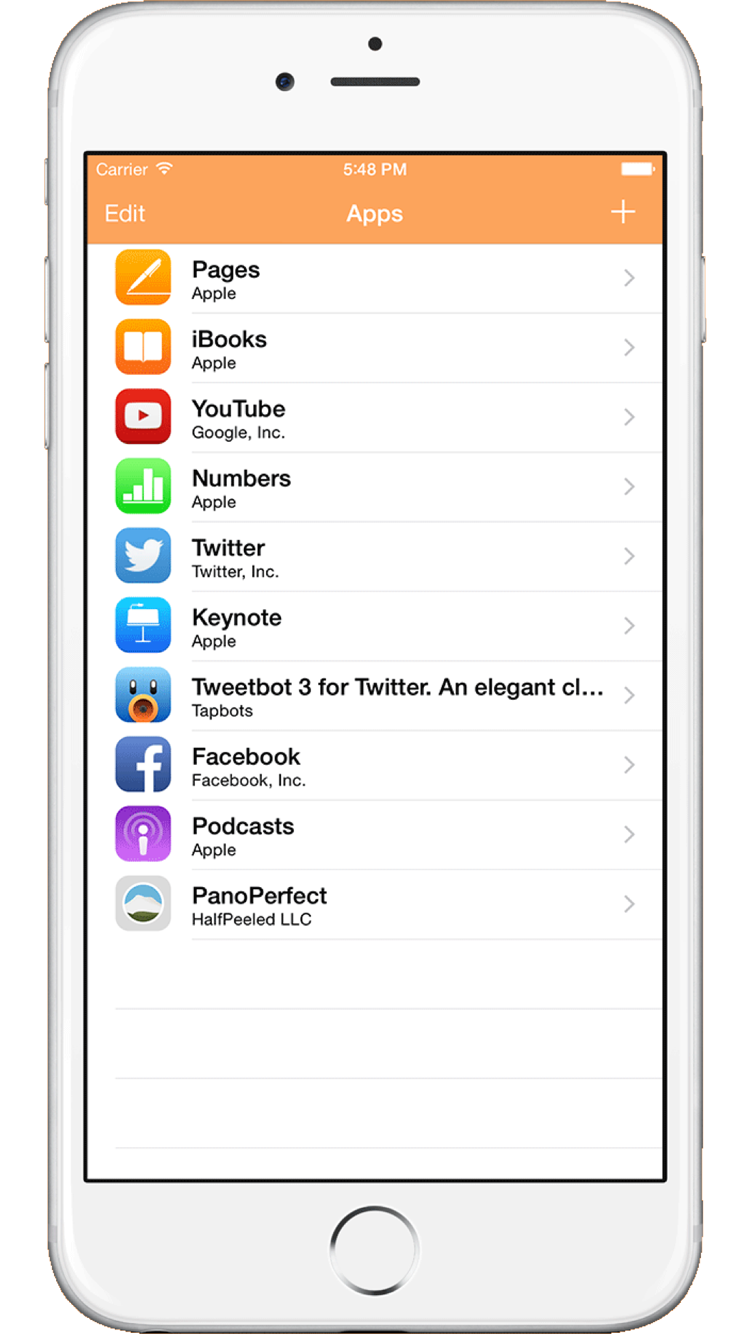 Carrier 5:48 PM
Edit Apps +
Pages
Apple
iBooks
Apple
YouTube
Google, Inc.
Numbers
Apple
Twitter
Twitter, Inc.
Keynote
Apple
Tweetbot 3 for Twitter. An elegant cl...
Tapbots
Facebook
Facebook, Inc.
Podcasts
Apple
PanoPerfect
HalfPeeled LLC